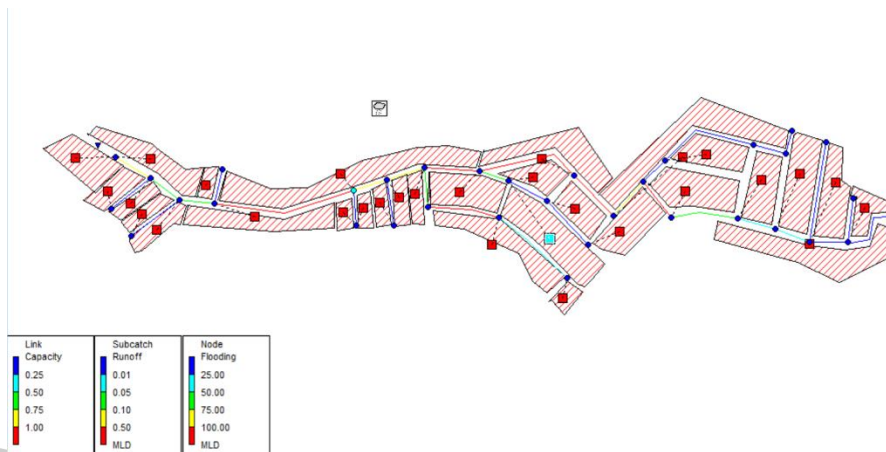 Link
Capacity
0.25
0.50
0.75
1.00
Subcatch
Runoff
0.01
0.05
0.10
0.50
MLD
Node
Flooding
25.00
50.00
75.00
100.00
MLD